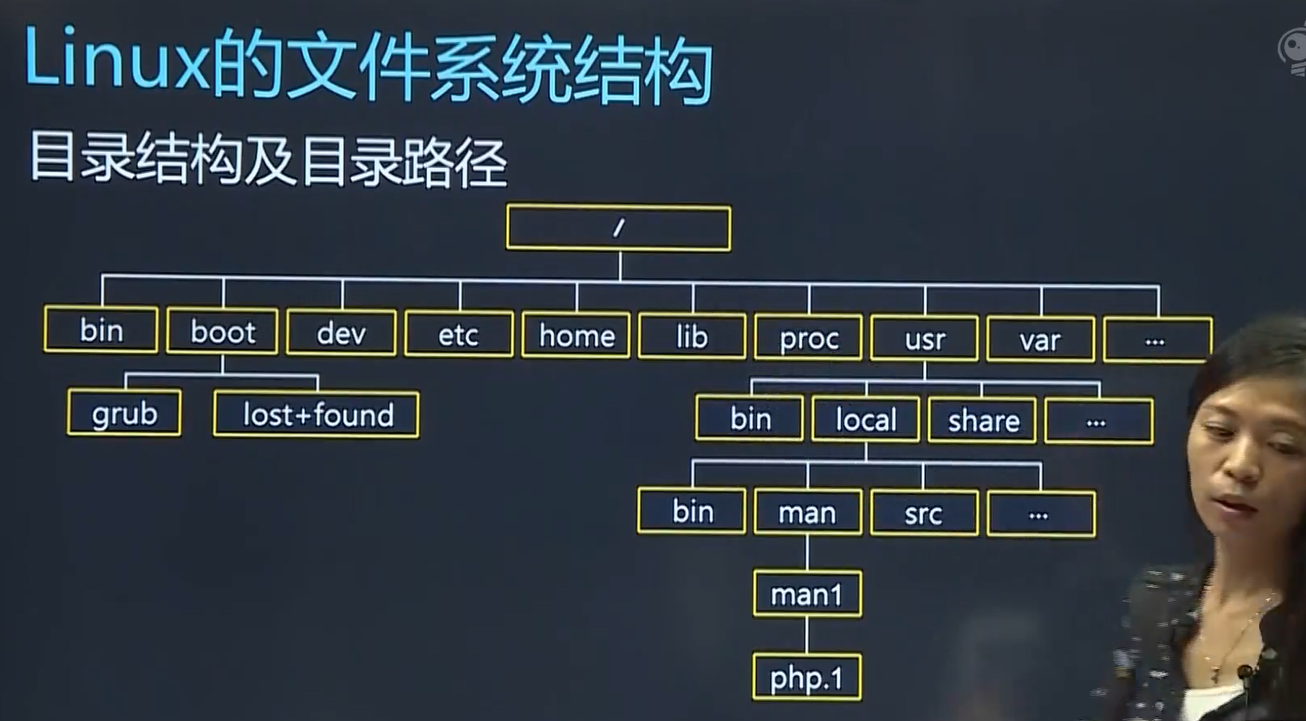 Linux的文件系统结构
目录结构及目录路径
/
bin boot dev etc home lib proc usr var ...
grub lost+found bin local share ...
bin man src ...
man1
php.1